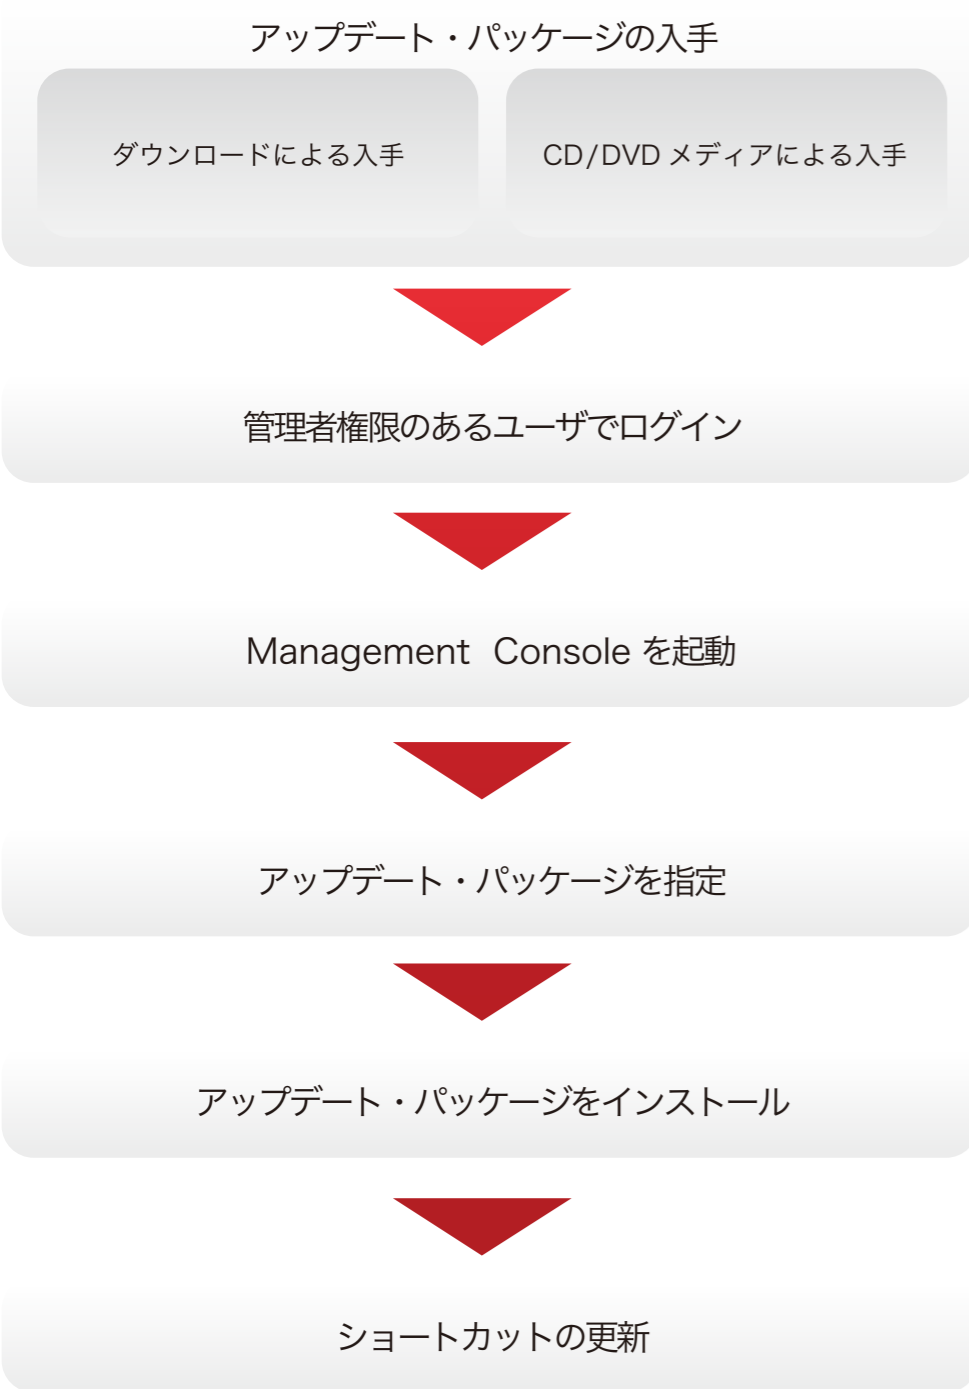 アップデート・パッケージの入手
ダウンロードによる入手
CD/DVD メディアによる入手
管理者権限のあるユーザでログイン
Management Console を起動
アップデート・パッケージを指定
アップデート・パッケージをインストール
ショートカットの更新